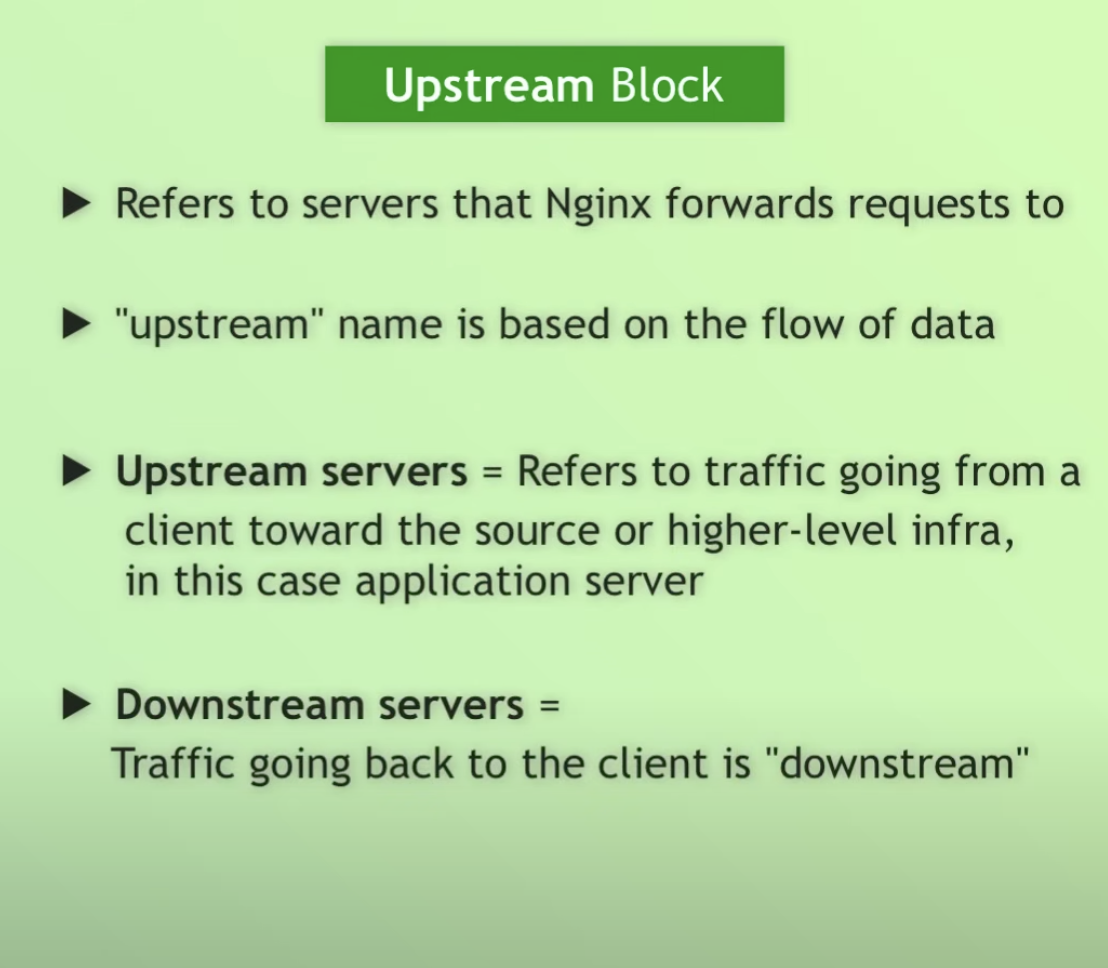 Upstream Block
▶ Refers to servers that Nginx forwards requests to
▶ "upstream" name is based on the flow of data
▶ Upstream servers = Refers to traffic going from a
client toward the source or higher-level infra,
in this case application server
▶ Downstream servers =
Traffic going back to the client is "downstream"